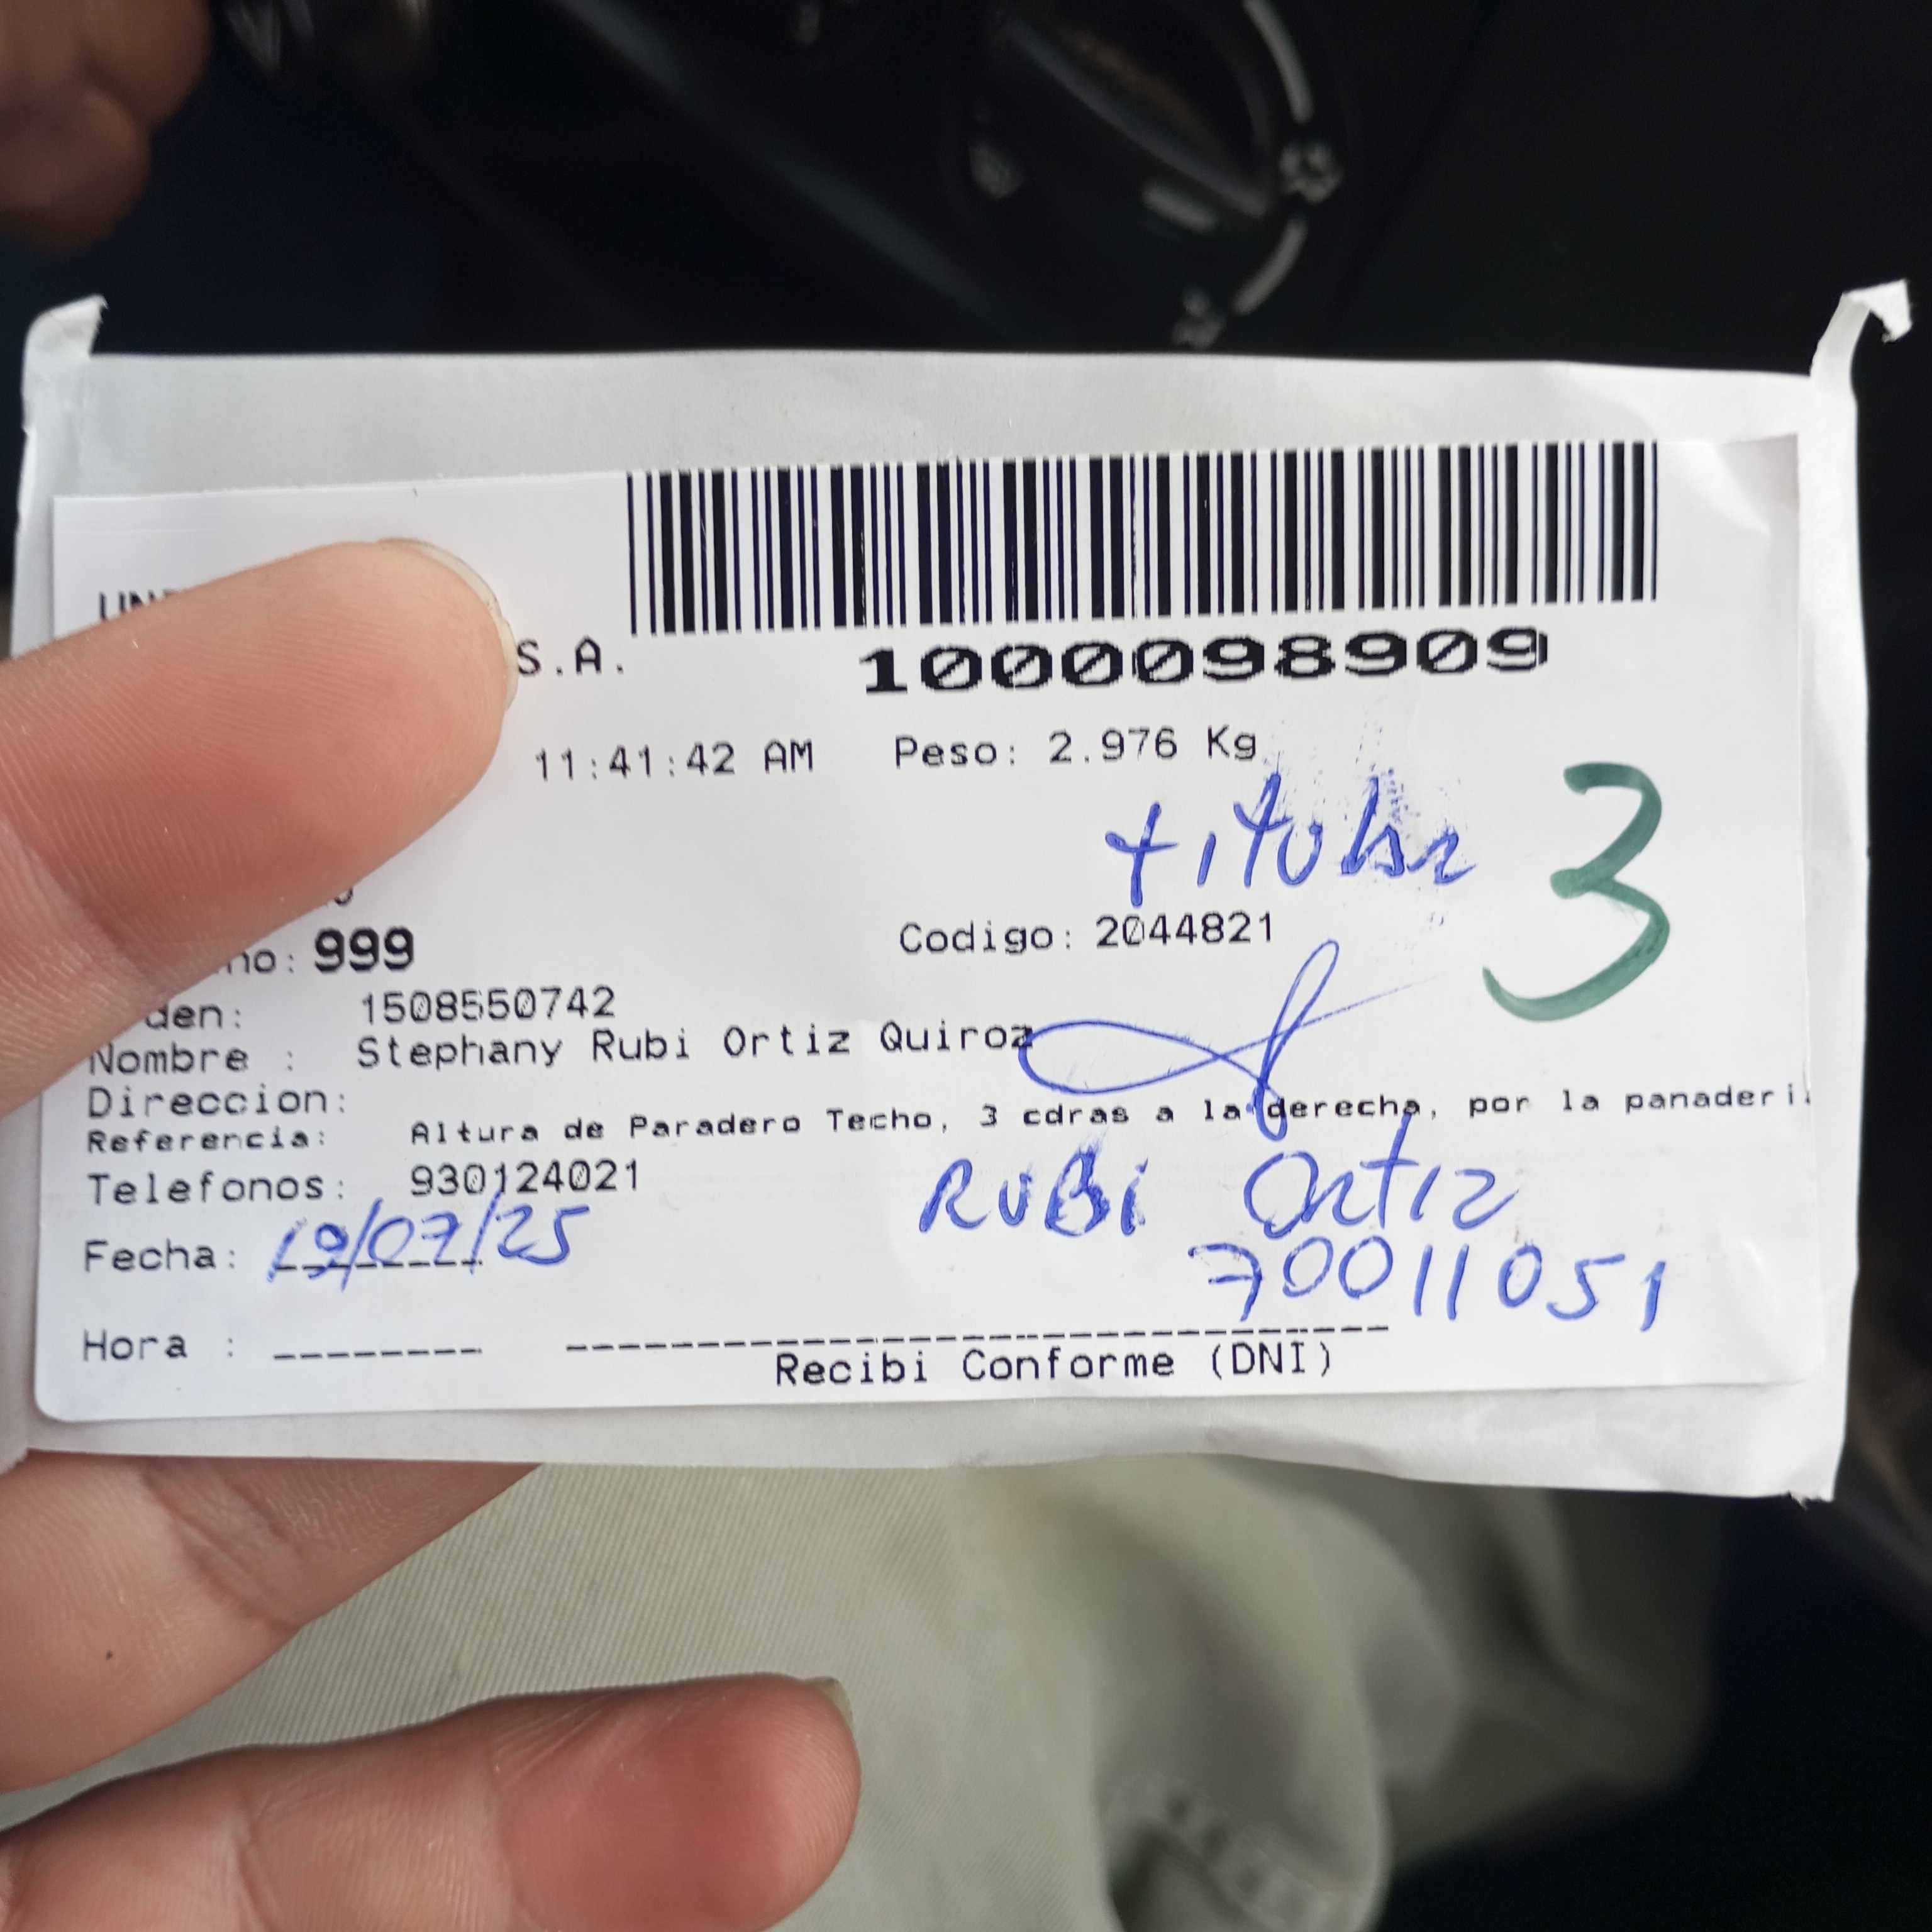 S.A.
1000098909
11:41:42 AM Peso: 2.976 Kg
titular
3
999 Codigo: 2044821
den: 1508550742
Nombre : Stephany Rubi Ortiz Quiroz
Direccion:
Referencia: Altura de Paradero Techo, 3 cdras a la derecha, por la panaderi
Telefonos: 930124021
Rubi Ortiz
Fecha: 19/07/25
70011051
Hora :
Recibi Conforme (DNI)